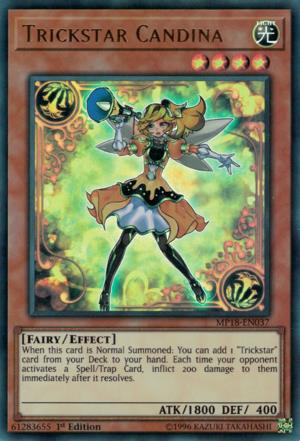 TRICKSTAR CANDINA
LIGHT
光
MP18-EN037
[FAIRY/EFFECT]
When this card is Normal Summoned: You can add 1 "Trickstar"
card from your Deck to your hand. Each time your opponent
activates a Spell/Trap Card, inflict 200 damage to
them immediately after it resolves.
ATK/1800 DEF/ 400
61283655 1st Edition ©1996 KAZUKI TAKAHASHI